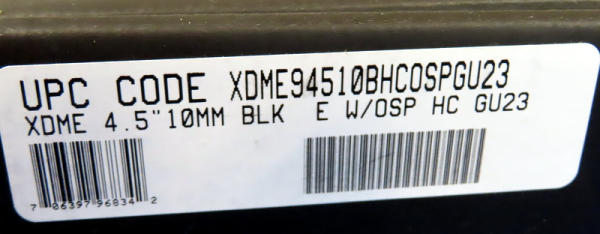 UPC CODE XDME94510BHCOSPGU23
XDME 4.5"10MM BLK E W/OSP HC GU23
7 06397 96834 2